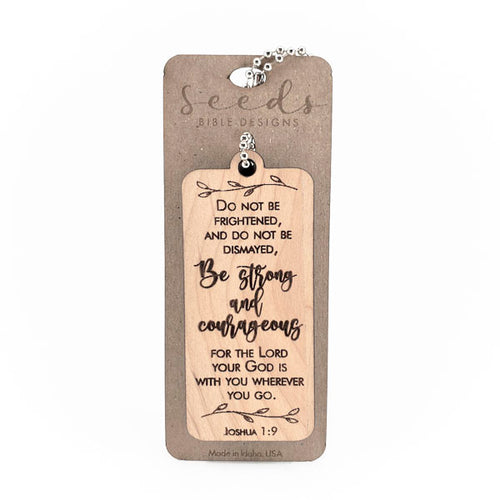 Seeds
BIBLE DESIGNS
DO NOT BE
FRIGHTENED,
AND DO NOT BE
DISMAYED,
Be strong
and
courageous
FOR THE LORD
YOUR GOD IS
WITH YOU WHEREVER
YOU GO.
JOSHUA 1:9
Made in Idaho, USA